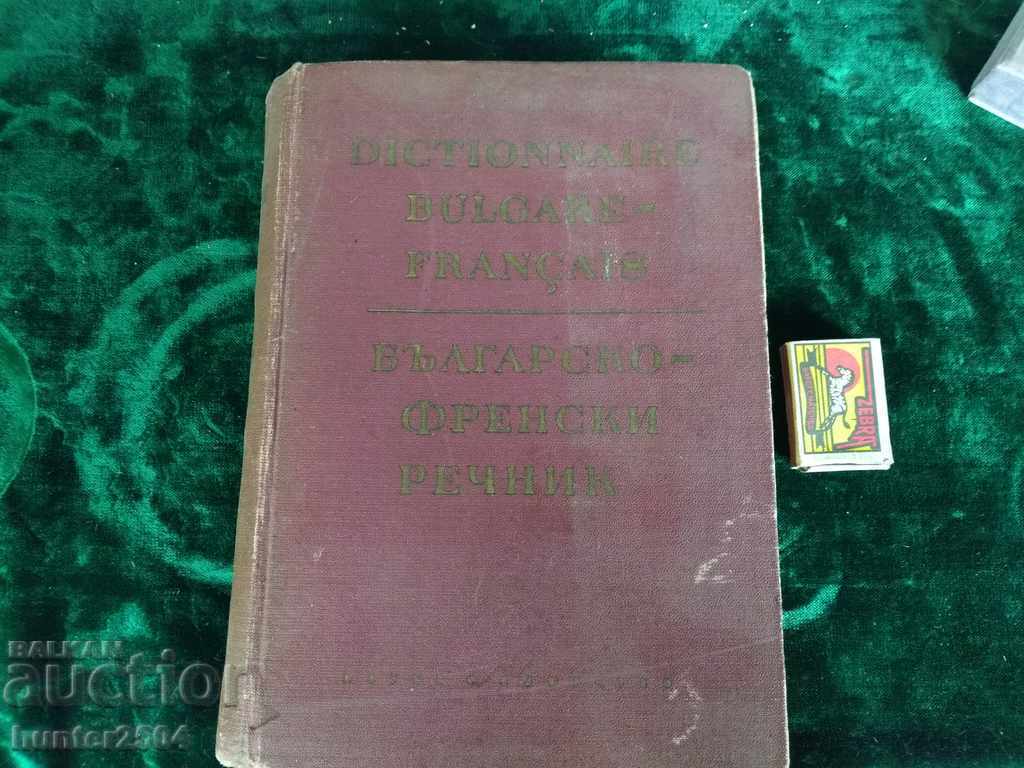 DICTIONNAIRE
BULGARE-
FRANÇAIS
БЪЛГАРСКО-
ФРЕНСКИ
РЕЧНИК
ZEBRA
BALKAN
auction
hunter2504